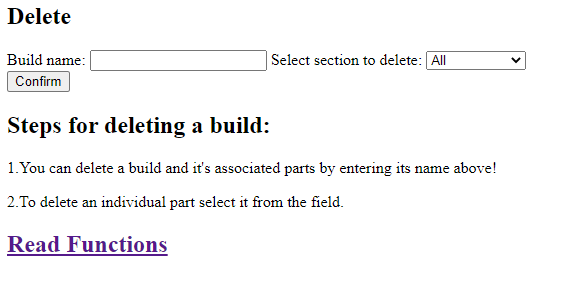 Delete
Build name: Select section to delete: All
Confirm
Steps for deleting a build:
1.You can delete a build and it's associated parts by entering its name above!
2.To delete an individual part select it from the field.
Read Functions